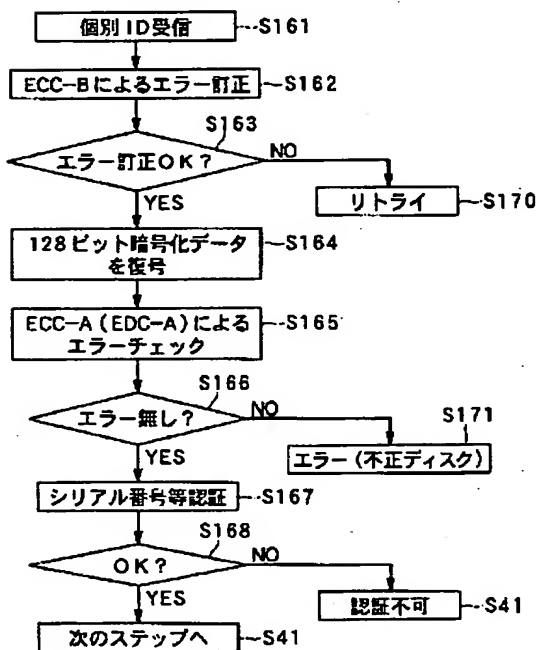 個別ID受信 S161
ECC-Bによるエラー訂正 S162
S163
エラー訂正OK? NO
YES
リトライ S170
128ビット暗号化データ S164
を復号
ECC-A(EDC-A)による S165
エラーチェック
S166
エラー無し? NO
S171
YES
エラー(不正ディスク)
シリアル番号等認証 S167
S168
OK? NO
YES
認証不可 S41
次のステップへ S41